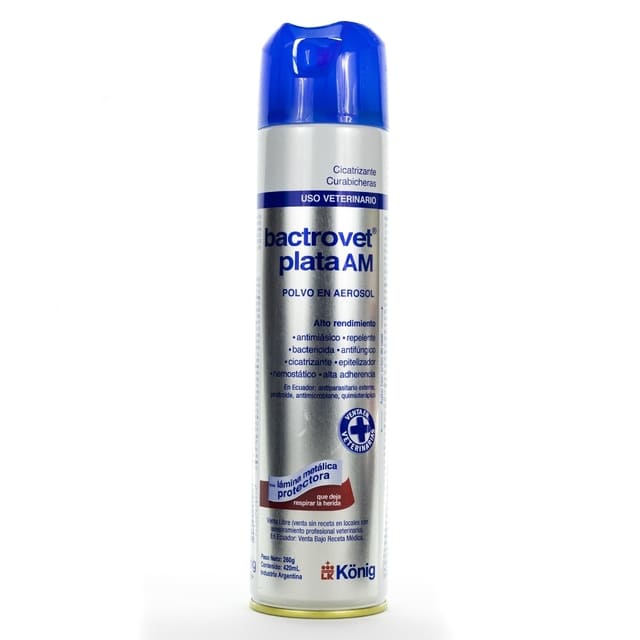 Cicatrizante
Curabicheras
USO VETERINARIO
bactrovet®
plata AM
POLVO EN AEROSOL
Alto rendimiento
•antimiásico •repelente
•bactericida •antifúngico
•cicatrizante •epitelizador
•hemostático •alta adherencia
En Ecuador: antiparasitario externo,
piretroide, antimicrobiano, quimioterápico
VENTA EN
VETERINARIAS
lámina metálica
protectora
que deja
respirar la herida
Venta Libre (venta sin receta en locales con
asesoramiento profesional veterinario.
En Ecuador: Venta Bajo Receta Médica.
Peso Neto: 260g
Contenido: 420mL
Industria Argentina
König